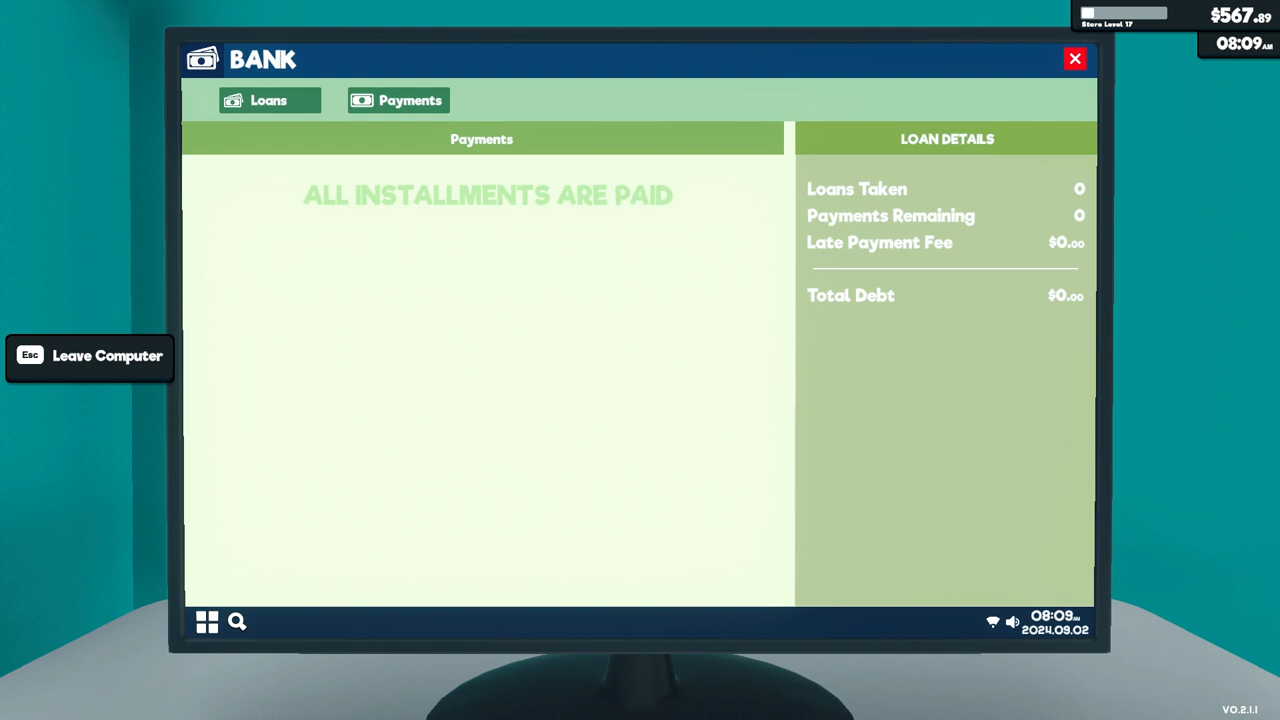 $567.89
Store Level 17
08:09AM
BANK
Loans
Payments
Payments
LOAN DETAILS
ALL INSTALLMENTS ARE PAID
Loans Taken 0
Payments Remaining 0
Late Payment Fee $0.00
Total Debt $0.00
Esc Leave Computer
08:09AM
2024.09.02
V0.2.1.1